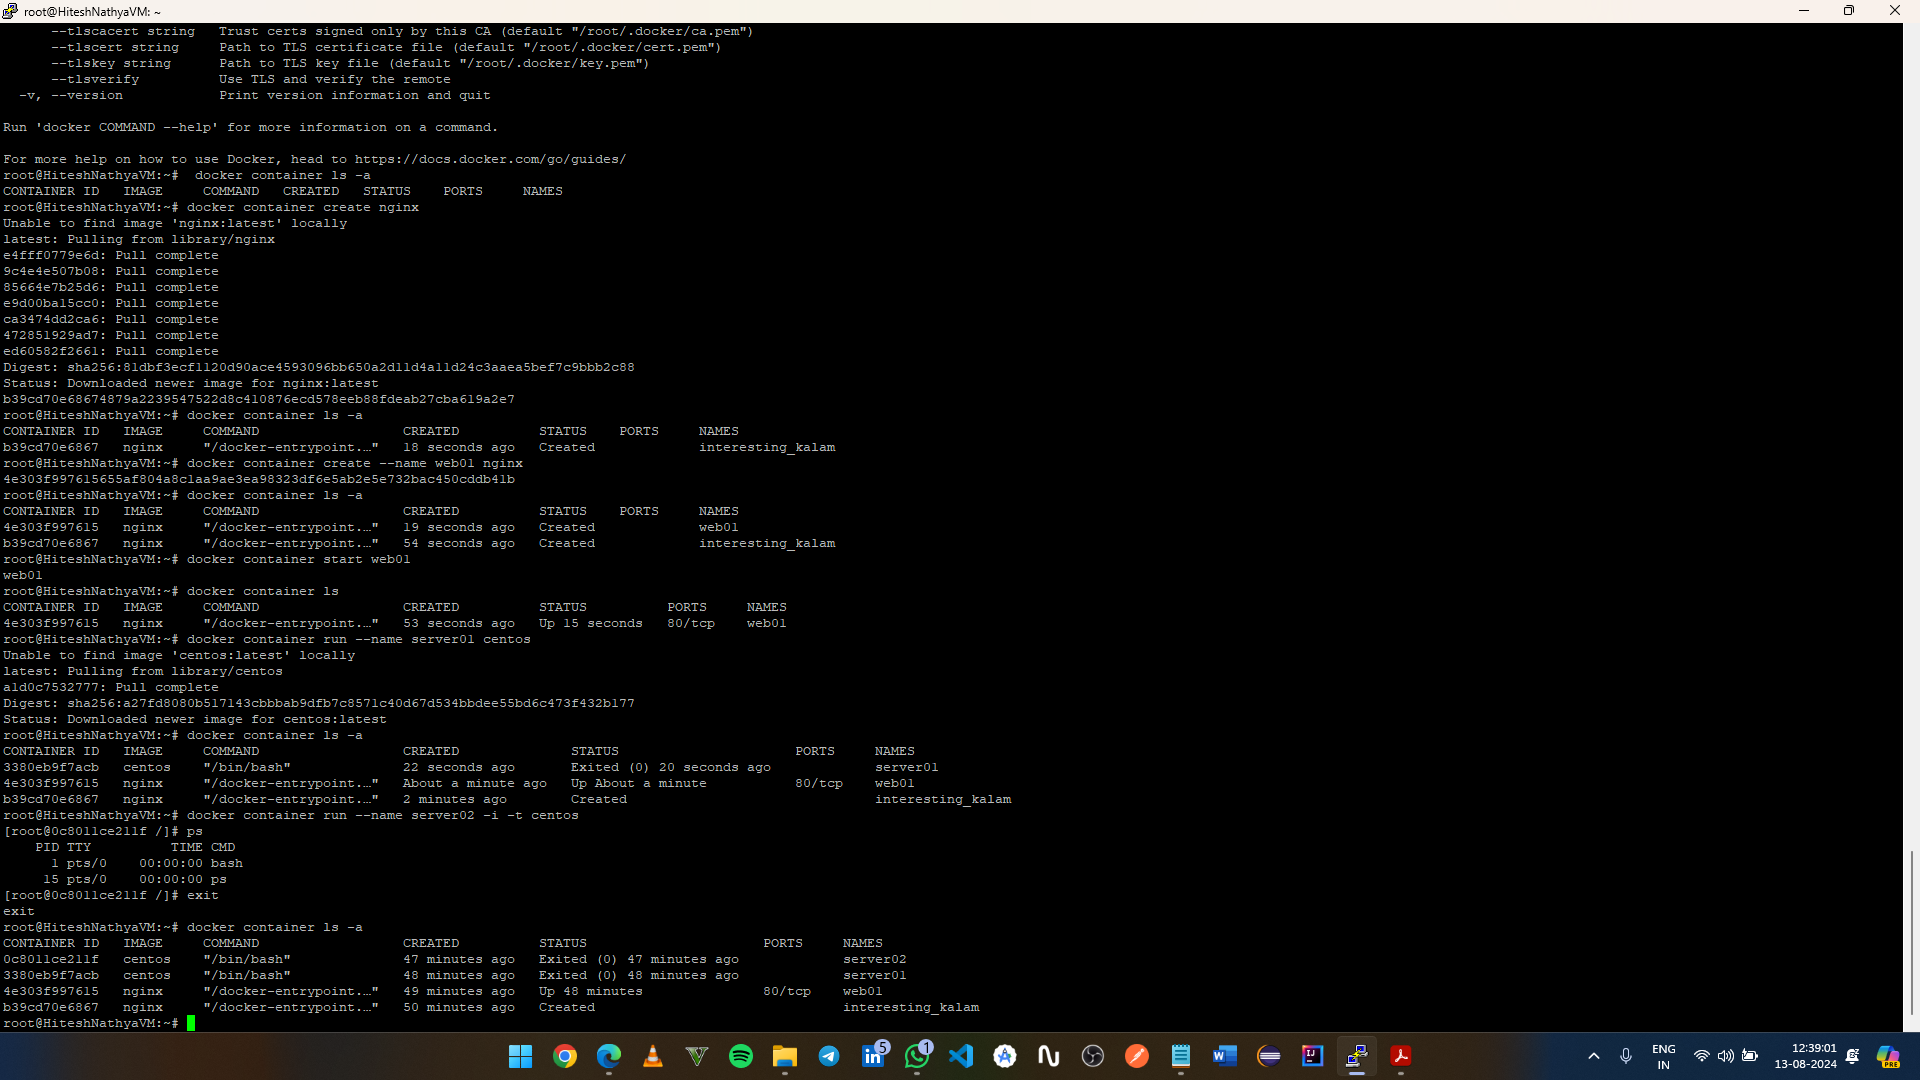 root@HiteshNathyaVM: ~
--tlscacert string   Trust certs signed only by this CA (default "/root/.docker/ca.pem")
--tlscert string     Path to TLS certificate file (default "/root/.docker/cert.pem")
--tlskey string      Path to TLS key file (default "/root/.docker/key.pem")
--tlsverify          Use TLS and verify the remote
-v, --version            Print version information and quit
Run 'docker COMMAND --help' for more information on a command.
For more help on how to use Docker, head to https://docs.docker.com/go/guides/
root@HiteshNathyaVM:~#  docker container ls -a
CONTAINER ID   IMAGE     COMMAND   CREATED   STATUS    PORTS     NAMES
root@HiteshNathyaVM:~# docker container create nginx
Unable to find image 'nginx:latest' locally
latest: Pulling from library/nginx
e4fff0779e6d: Pull complete
9c4e4e507b08: Pull complete
85664e7b25d6: Pull complete
e9d00ba15cc0: Pull complete
ca3474dd2ca6: Pull complete
472851929ad7: Pull complete
ed60582f2661: Pull complete
Digest: sha256:81dbf3ecf1120d90ace4593096bb650a2d11d4a11d24c3aaea5bef7c9bbb2c88
Status: Downloaded newer image for nginx:latest
b39cd70e68674879a2239547522d8c410876ecd578eeb88fdeab27cba619a2e7
root@HiteshNathyaVM:~# docker container ls -a
CONTAINER ID   IMAGE     COMMAND                  CREATED          STATUS    PORTS     NAMES
b39cd70e6867   nginx     "/docker-entrypoint.…"   18 seconds ago   Created             interesting_kalam
root@HiteshNathyaVM:~# docker container create --name web01 nginx
4e303f997615655af804a8c1aa9ae3ea98323df6e5ab2e5e732bac450cddb41b
root@HiteshNathyaVM:~# docker container ls -a
CONTAINER ID   IMAGE     COMMAND                  CREATED          STATUS    PORTS     NAMES
4e303f997615   nginx     "/docker-entrypoint.…"   19 seconds ago   Created             web01
b39cd70e6867   nginx     "/docker-entrypoint.…"   54 seconds ago   Created             interesting_kalam
root@HiteshNathyaVM:~# docker container start web01
web01
root@HiteshNathyaVM:~# docker container ls
CONTAINER ID   IMAGE     COMMAND                  CREATED          STATUS          PORTS     NAMES
4e303f997615   nginx     "/docker-entrypoint.…"   53 seconds ago   Up 15 seconds   80/tcp    web01
root@HiteshNathyaVM:~# docker container run --name server01 centos
Unable to find image 'centos:latest' locally
latest: Pulling from library/centos
a1d0c7532777: Pull complete
Digest: sha256:a27fd8080b517143cbbbab9dfb7c8571c40d67d534bbdee55bd6c473f432b177
Status: Downloaded newer image for centos:latest
root@HiteshNathyaVM:~# docker container ls -a
CONTAINER ID   IMAGE     COMMAND                  CREATED              STATUS                      PORTS     NAMES
3380eb9f7acb   centos    "/bin/bash"              22 seconds ago       Exited (0) 20 seconds ago             server01
4e303f997615   nginx     "/docker-entrypoint.…"   About a minute ago   Up About a minute           80/tcp    web01
b39cd70e6867   nginx     "/docker-entrypoint.…"   2 minutes ago        Created                               interesting_kalam
root@HiteshNathyaVM:~# docker container run --name server02 -i -t centos
[root@0c8011ce211f /]# ps
PID TTY          TIME CMD
1 pts/0    00:00:00 bash
15 pts/0    00:00:00 ps
[root@0c8011ce211f /]# exit
exit
root@HiteshNathyaVM:~# docker container ls -a
CONTAINER ID   IMAGE     COMMAND                  CREATED          STATUS                      PORTS     NAMES
0c8011ce211f   centos    "/bin/bash"              47 minutes ago   Exited (0) 47 minutes ago             server02
3380eb9f7acb   centos    "/bin/bash"              48 minutes ago   Exited (0) 48 minutes ago             server01
4e303f997615   nginx     "/docker-entrypoint.…"   49 minutes ago   Up 48 minutes               80/tcp    web01
b39cd70e6867   nginx     "/docker-entrypoint.…"   50 minutes ago   Created                               interesting_kalam
root@HiteshNathyaVM:~#
5
1
ENG
IN
12:39:01
13-08-2024
PRE